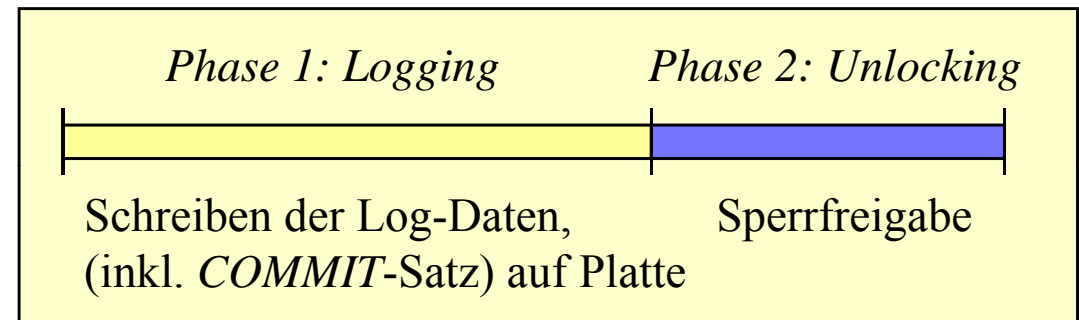 Phase 1: Logging Phase 2: Unlocking
Schreiben der Log-Daten, Sperrfreigabe
(inkl. COMMIT-Satz) auf Platte